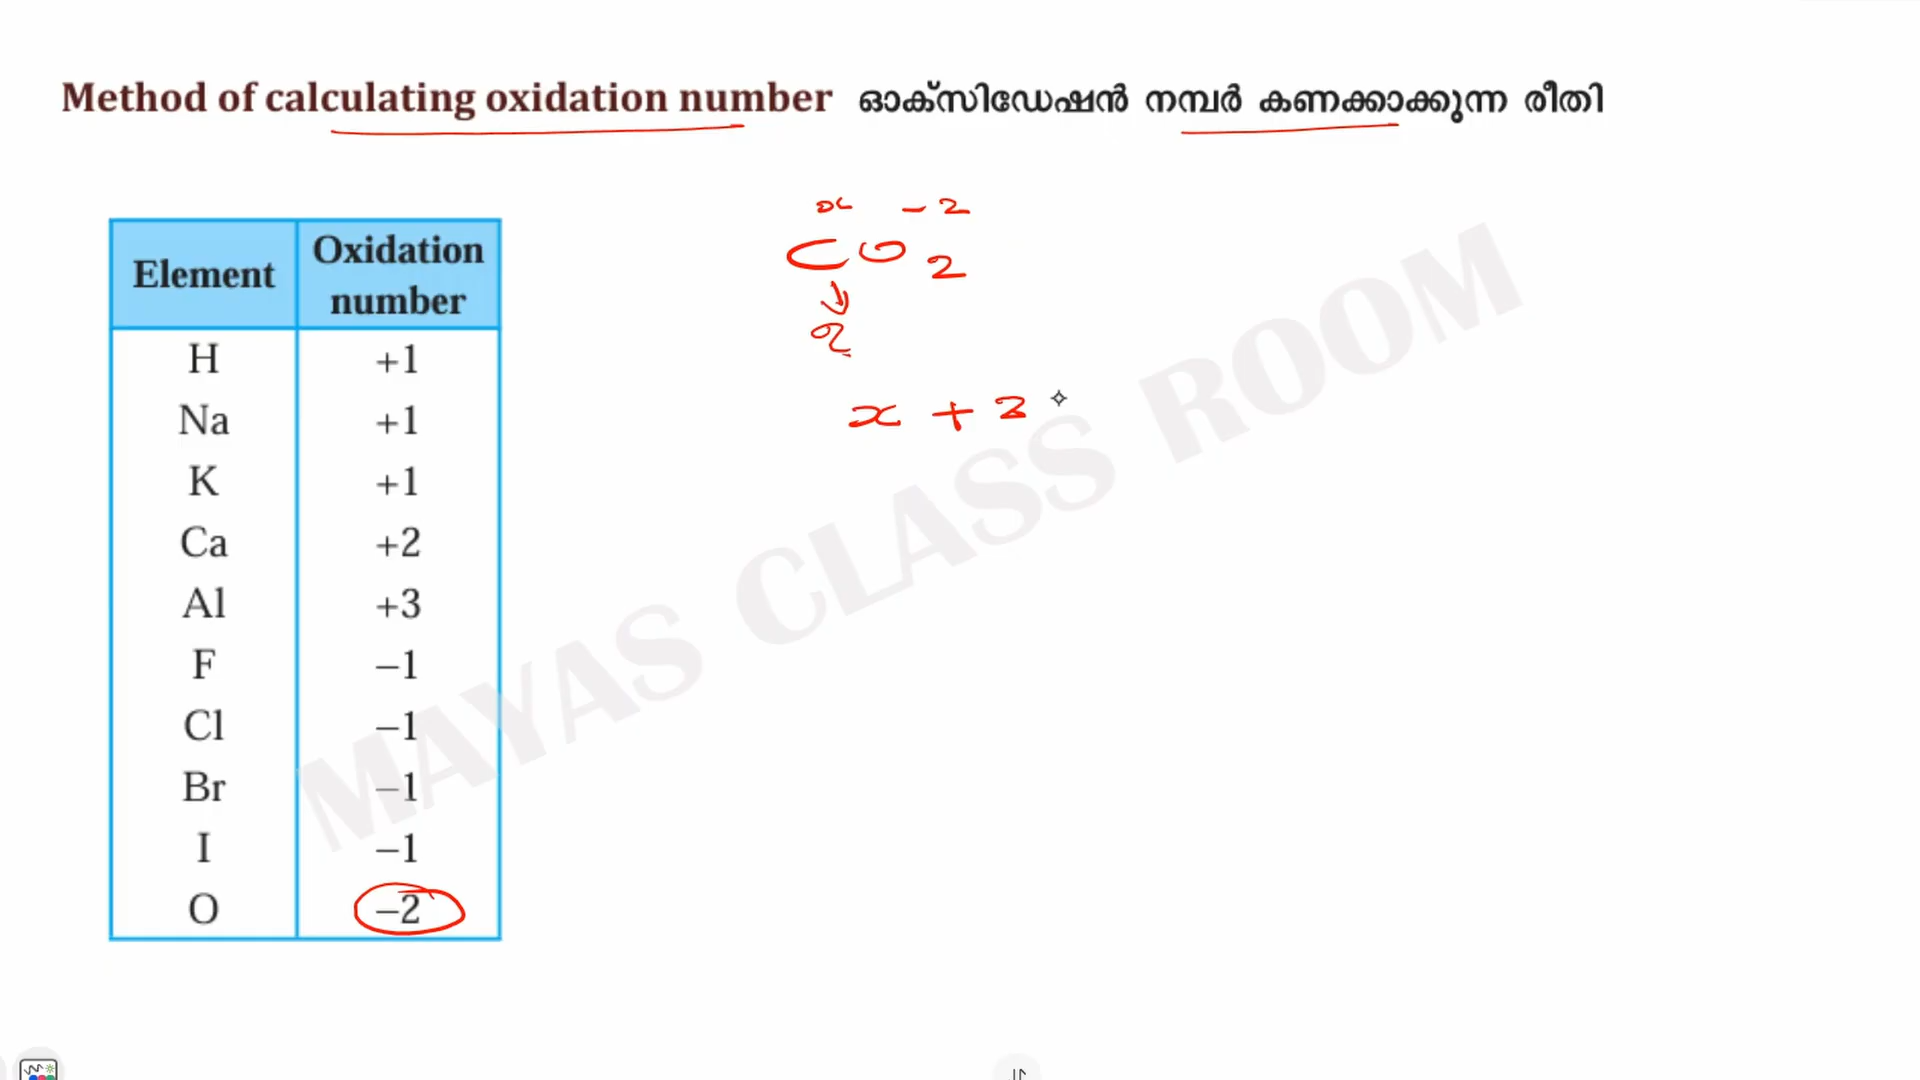 Method of calculating oxidation number ഓക്സിഡേഷൻ നമ്പർ കണക്കാക്കുന്ന രീതി
Element Oxidation number
H +1
Na +1
K +1
Ca +2
Al +3
F –1
Cl –1
Br –1
I –1
O –2
x –2
CO2
x + 2
MAYAS CLASS ROOM